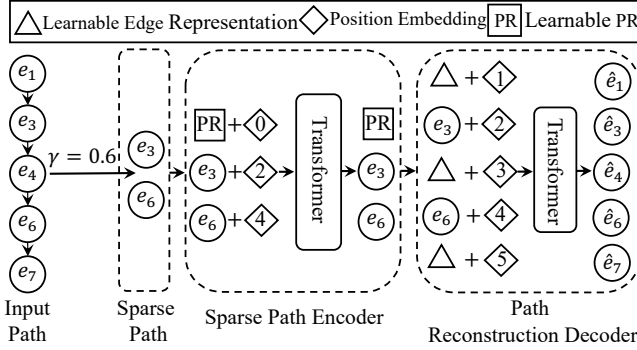 Learnable Edge Representation Position Embedding PR Learnable PR
e1
e3
e4
e6
e7
γ = 0.6
e3
e6
PR + 0
e3 + 2
e6 + 4
Transformer
PR
e3
e6
+ 1
e3 + 2
+ 3
e6 + 4
+ 5
Transformer
ê1
ê3
ê4
ê6
ê7
Input
Path
Sparse
Path
Sparse Path Encoder
Path
Reconstruction Decoder